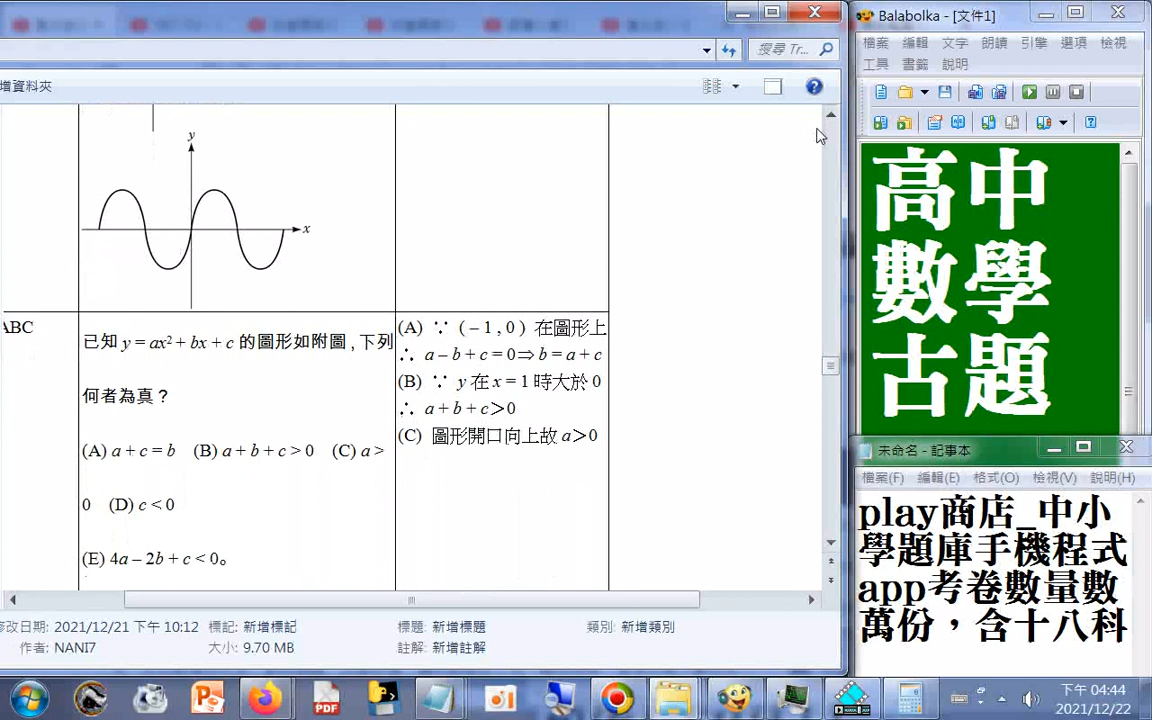 搜尋 Tr...
增資料夾
y
x
ABC
已知 y = ax² + bx + c 的圖形如附圖,下列
何者為真？
(A) a + c = b (B) a + b + c > 0 (C) a >
0 (D) c < 0
(E) 4a – 2b + c < 0。
(A) ∵ ( – 1 , 0 ) 在圖形上
∴ a – b + c = 0 ⇒ b = a + c
(B) ∵ y 在 x = 1 時大於 0
∴ a + b + c＞0
(C) 圖形開口向上故 a＞0
修改日期: 2021/12/21 下午 10:12 標記: 新增標記 標題: 新增標題 類別: 新增類別
作者: NANI7 大小: 9.70 MB 註解: 新增註解
Balabolka - [文件1]
檔案 編輯 文字 朗讀 引擎 選項 檢視
工具 書籤 說明
高中
數學
古題
未命名 - 記事本
檔案(F) 編輯(E) 格式(O) 檢視(V) 說明(H)
play商店_中小
學題庫手機程式
app考卷數量數
萬份，含十八科
PDF
下午 04:44
2021/12/22